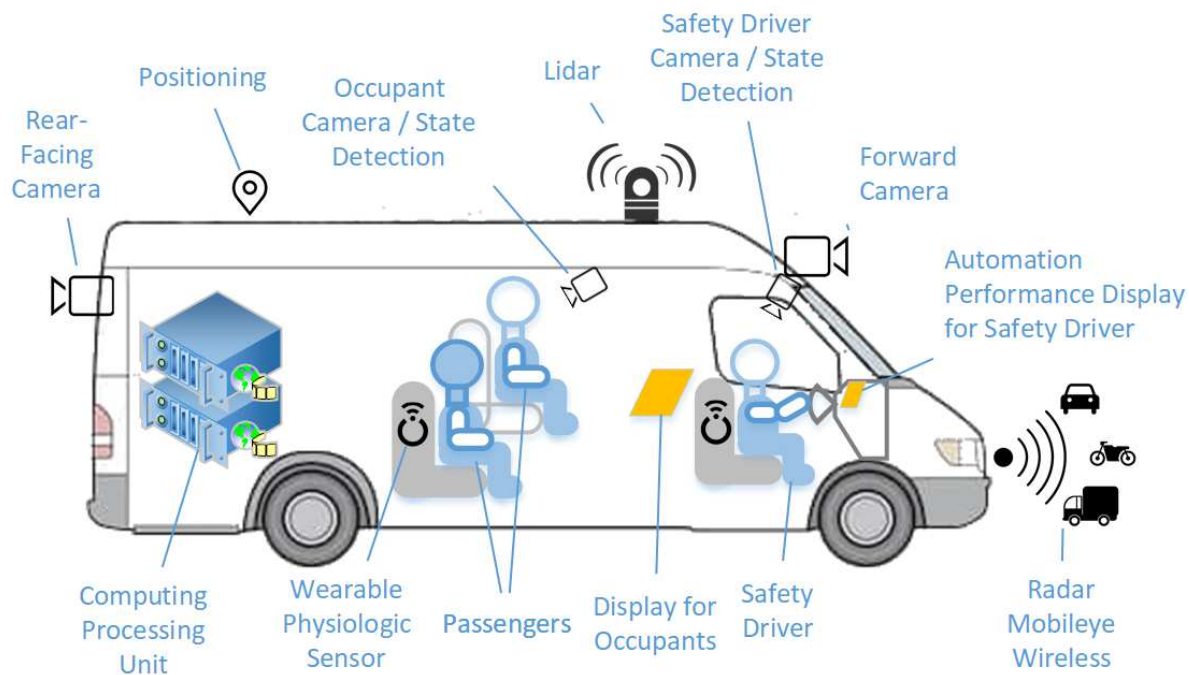 Safety Driver
Camera / State
Detection
Positioning
Lidar
Occupant
Camera / State
Detection
Rear-
Facing
Camera
Forward
Camera
Automation
Performance Display
for Safety Driver
Computing
Processing
Unit
Wearable
Physiologic
Sensor
Passengers
Display for
Occupants
Safety
Driver
Radar
Mobileye
Wireless